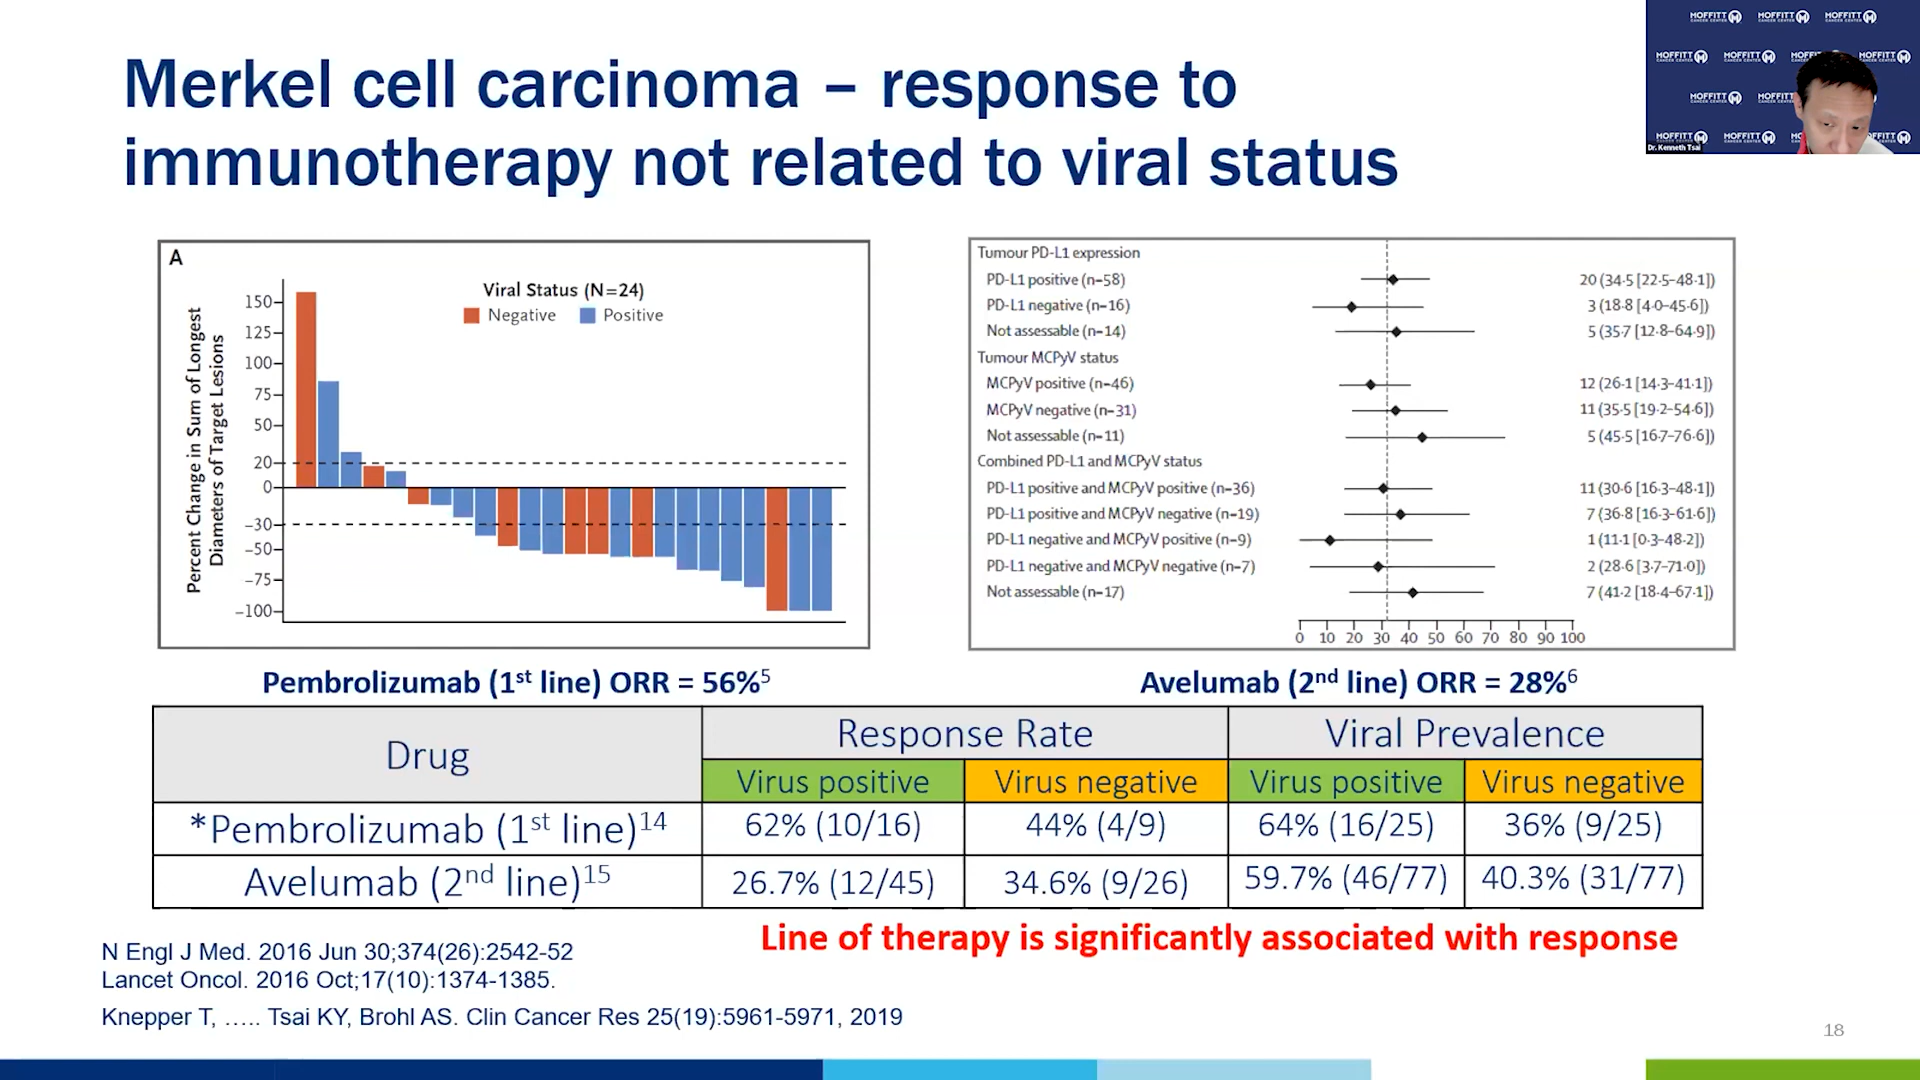 Merkel cell carcinoma – response to
immunotherapy not related to viral status
MOFFITT MOFFITT MOFFITT
CANCER CENTER CANCER CENTER CANCER CENTER
MOFFITT MOFFITT MOFFITT
MOFFITT MOFFITT
MOFFITT MOFFITT
Dr. Kenneth Tsai
A
Viral Status (N=24)
Negative Positive
Percent Change in Sum of Longest
Diameters of Target Lesions
150
125
100
75
50
20
0
–30
–50
–75
–100
Tumour PD-L1 expression
PD-L1 positive (n=58) 20 (34·5 [22·5–48·1])
PD-L1 negative (n=16) 3 (18·8 [4·0–45·6])
Not assessable (n=14) 5 (35·7 [12·8–64·9])
Tumour MCPyV status
MCPyV positive (n=46) 12 (26·1 [14·3–41·1])
MCPyV negative (n=31) 11 (35·5 [19·2–54·6])
Not assessable (n=11) 5 (45·5 [16·7–76·6])
Combined PD-L1 and MCPyV status
PD-L1 positive and MCPyV positive (n=36) 11 (30·6 [16·3–48·1])
PD-L1 positive and MCPyV negative (n=19) 7 (36·8 [16·3–61·6])
PD-L1 negative and MCPyV positive (n=9) 1 (11·1 [0·3–48·2])
PD-L1 negative and MCPyV negative (n=7) 2 (28·6 [3·7–71·0])
Not assessable (n=17) 7 (41·2 [18·4–67·1])
0 10 20 30 40 50 60 70 80 90 100
Pembrolizumab (1st line) ORR = 56%5
Avelumab (2nd line) ORR = 28%6
Drug Response Rate Viral Prevalence
Virus positive Virus negative Virus positive Virus negative
*Pembrolizumab (1st line)14 62% (10/16) 44% (4/9) 64% (16/25) 36% (9/25)
Avelumab (2nd line)15 26.7% (12/45) 34.6% (9/26) 59.7% (46/77) 40.3% (31/77)
Line of therapy is significantly associated with response
N Engl J Med. 2016 Jun 30;374(26):2542-52
Lancet Oncol. 2016 Oct;17(10):1374-1385.
Knepper T, ….. Tsai KY, Brohl AS. Clin Cancer Res 25(19):5961-5971, 2019
18